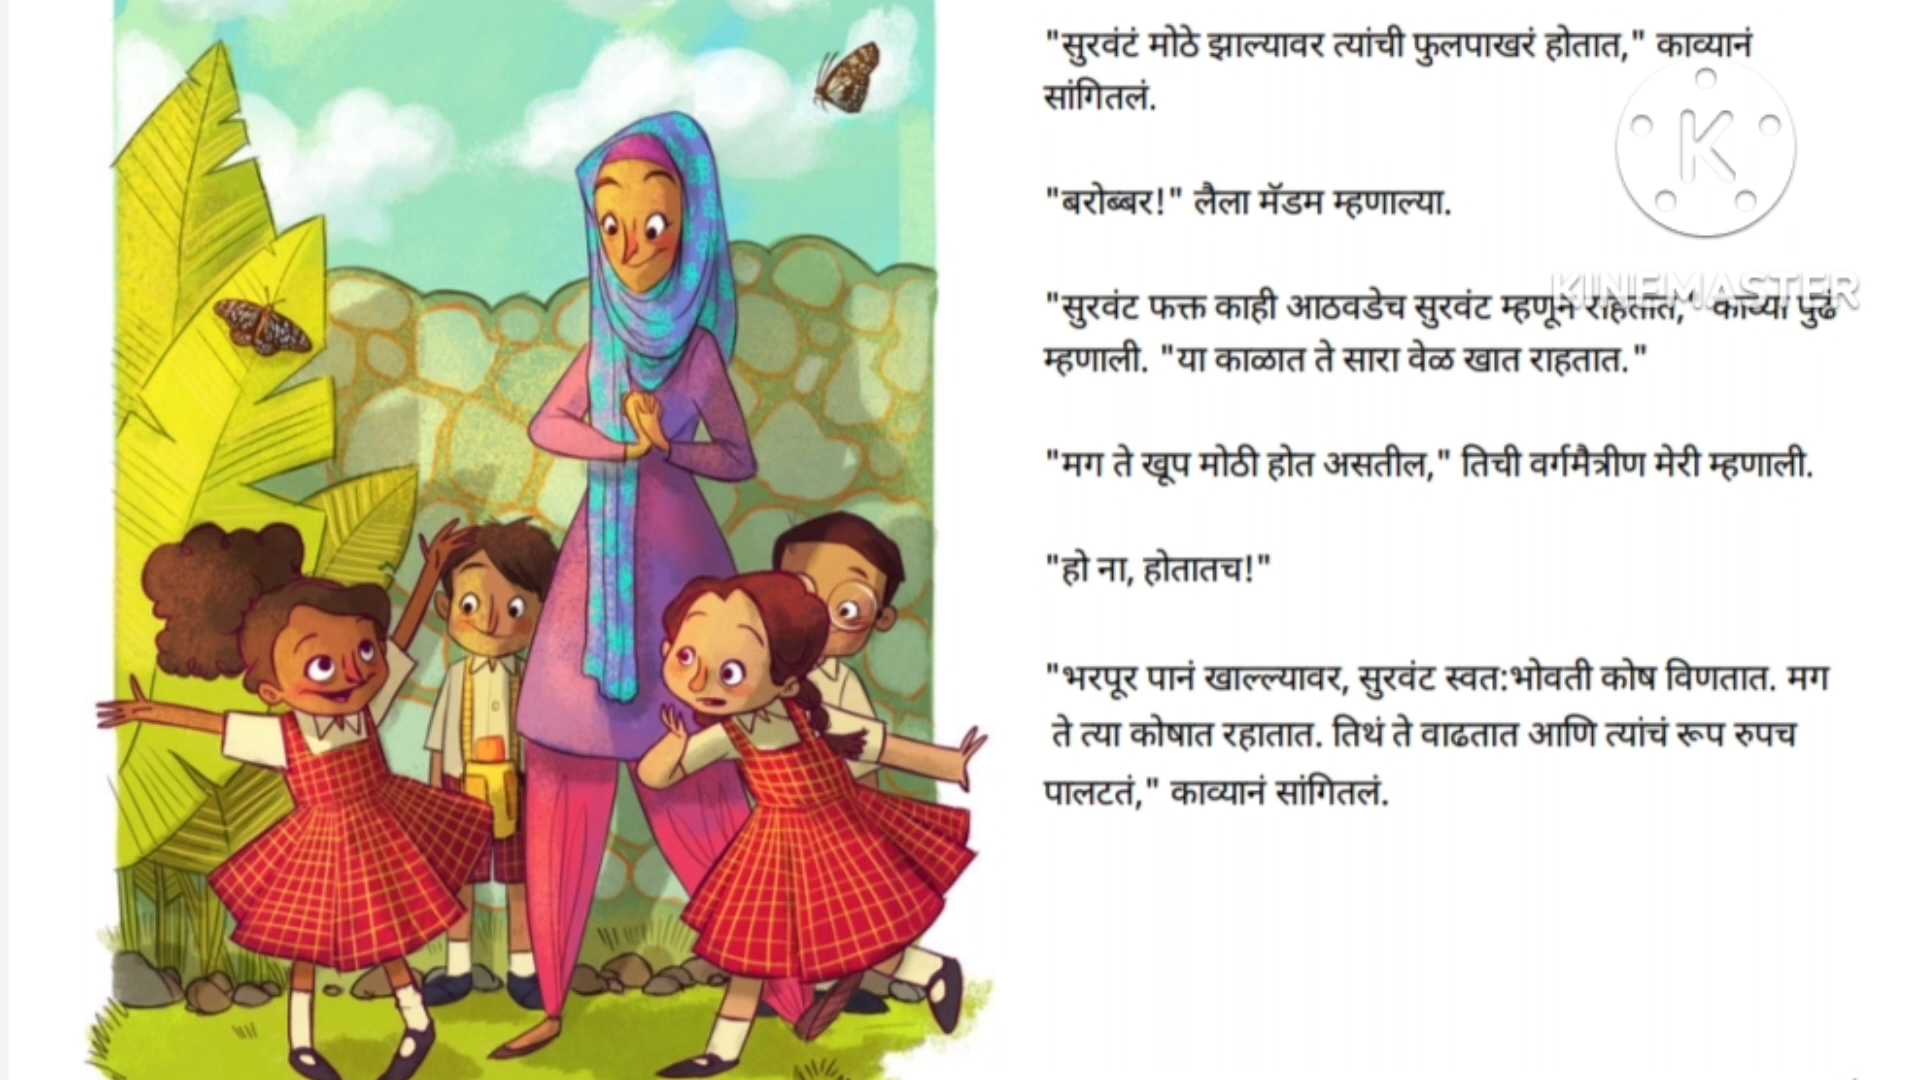 "सुरवंटं मोठे झाल्यावर त्यांची फुलपाखरं होतात," काव्यानं
सांगितलं.
"बरोब्बर!" लैला मॅडम म्हणाल्या.
"सुरवंट फक्त काही आठवडेच सुरवंट म्हणून राहतात," काव्या पुढं
म्हणाली. "या काळात ते सारा वेळ खात राहतात."
"मग ते खूप मोठी होत असतील," तिची वर्गमैत्रीण मेरी म्हणाली.
"हो ना, होतातच!"
"भरपूर पानं खाल्ल्यावर, सुरवंट स्वत:भोवती कोष विणतात. मग
ते त्या कोषात रहातात. तिथं ते वाढतात आणि त्यांचं रूप रुपच
पालटतं," काव्यानं सांगितलं.
K
KINEMASTER